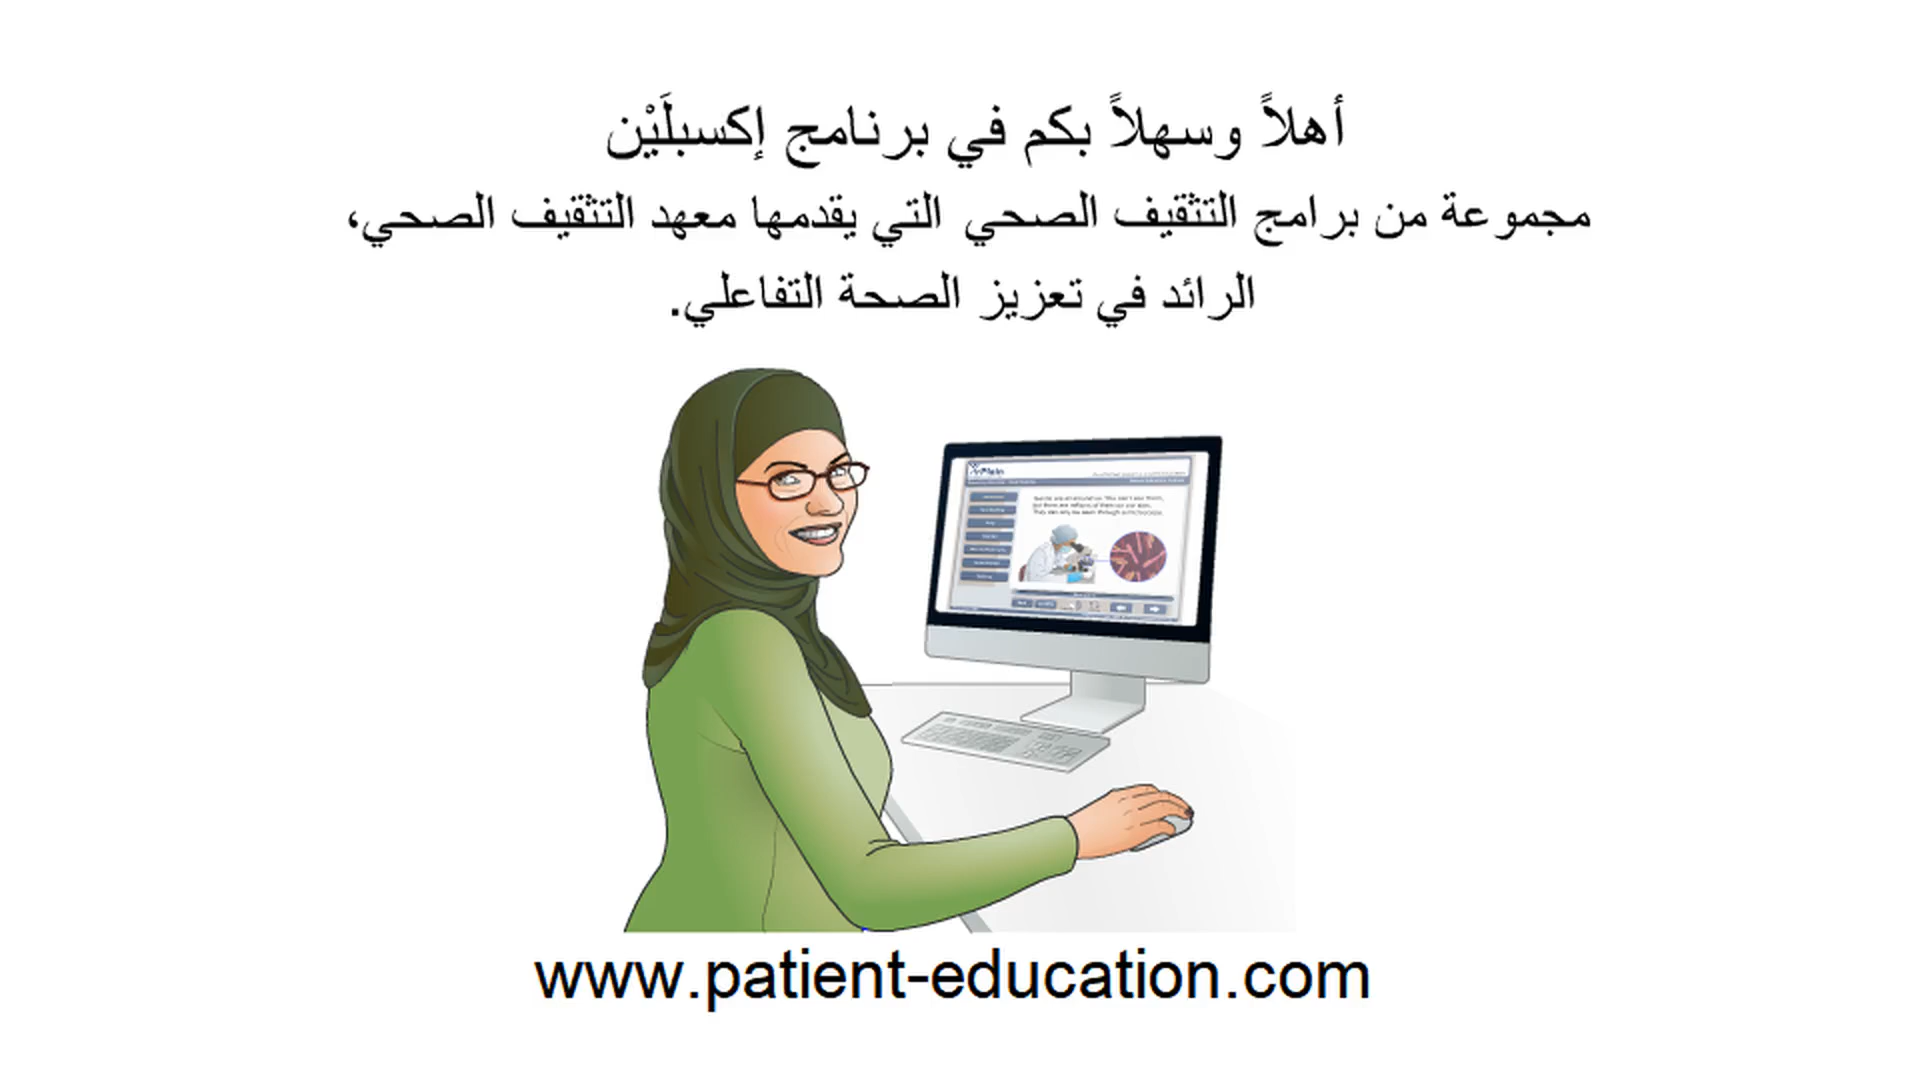 أهلاً وسهلاً بكم في برنامج إكسبلَيْن
مجموعة من برامج التثقيف الصحي التي يقدمها معهد التثقيف الصحي،
الرائد في تعزيز الصحة التفاعلي.
www.patient-education.com